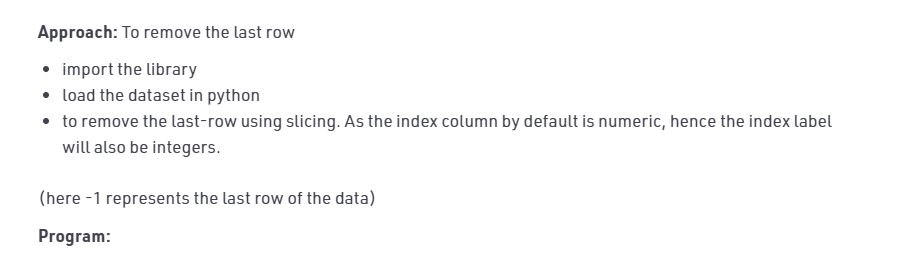 Approach: To remove the last row
• import the library
• load the dataset in python
• to remove the last-row using slicing. As the index column by default is numeric, hence the index label
will also be integers.
(here -1 represents the last row of the data)
Program: